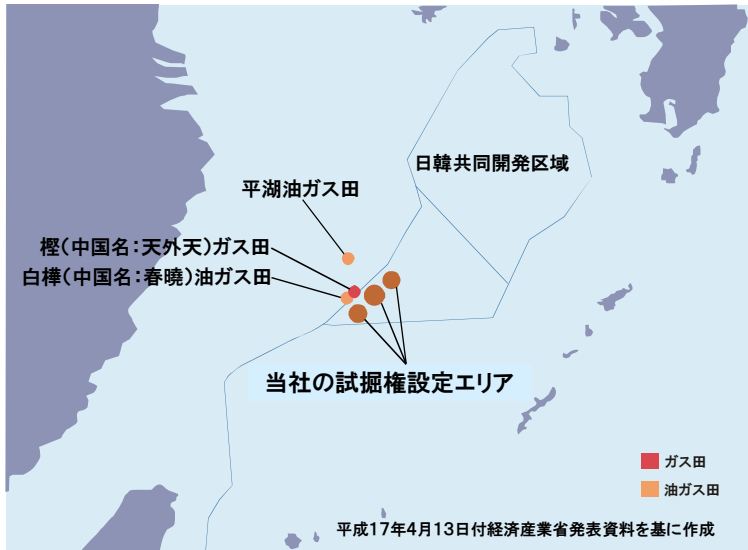 日韓共同開発区域
平湖油ガス田
樫(中国名:天外天)ガス田
白樺(中国名:春曉)油ガス田
当社の試掘権設定エリア
ガス田
油ガス田
平成17年4月13日付経済産業省発表資料を基に作成